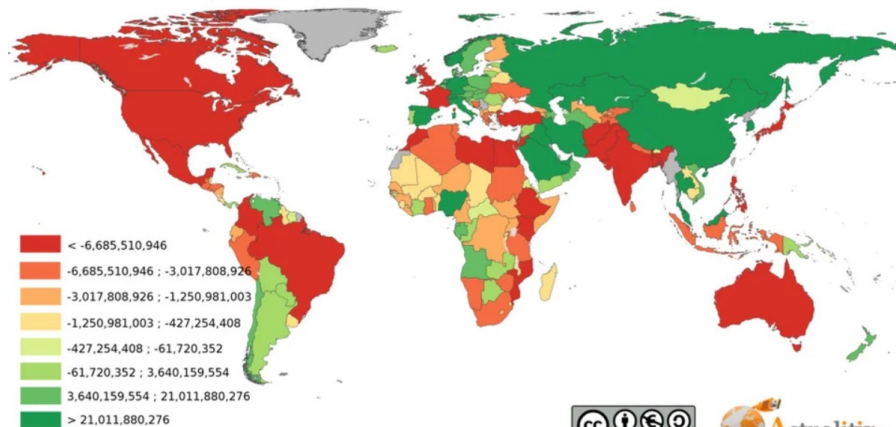 < -6,685,510,946
-6,685,510,946 ; -3,017,808,926
-3,017,808,926 ; -1,250,981,003
-1,250,981,003 ; -427,254,408
-427,254,408 ; -61,720,352
-61,720,352 ; 3,640,159,554
3,640,159,554 ; 21,011,880,276
> 21,011,880,276
cc